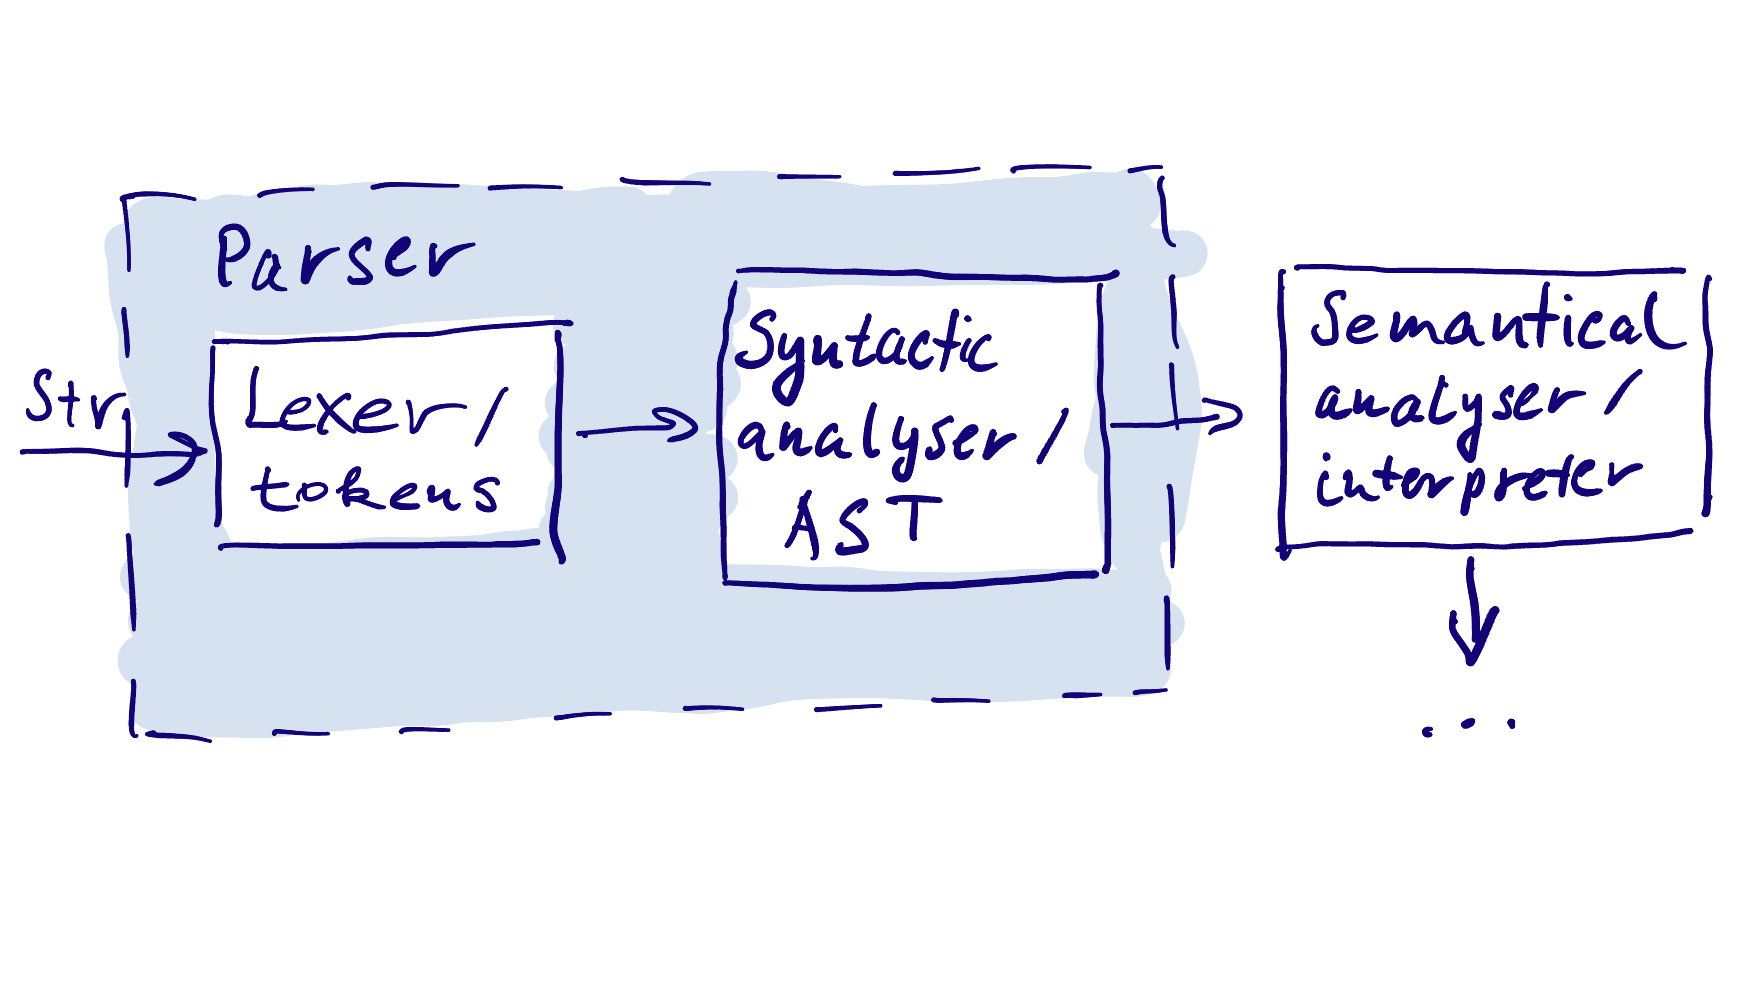 Parser
Str
Lexer/
tokens
Syntactic
analyser/
AST
Semantical
analyser/
interpreter
...